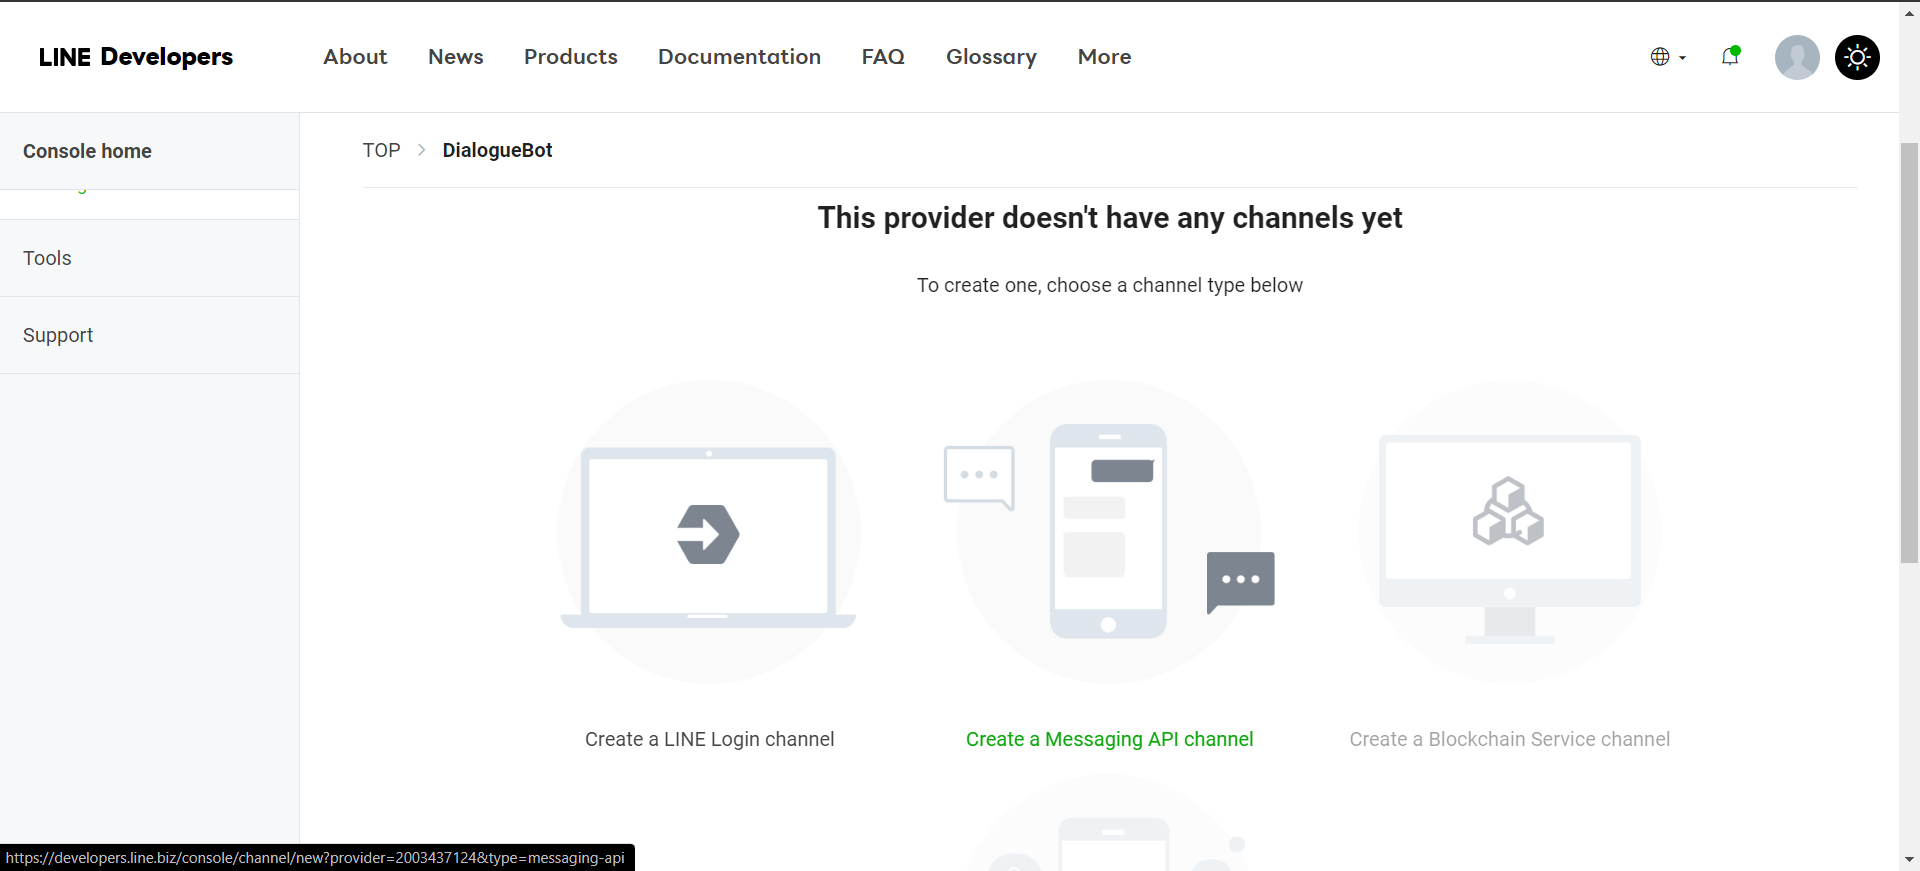 LINE Developers
About News Products Documentation FAQ Glossary More
Console home
Tools
Support
TOP > DialogueBot
This provider doesn't have any channels yet
To create one, choose a channel type below
Create a LINE Login channel
Create a Messaging API channel
Create a Blockchain Service channel
https://developers.line.biz/console/channel/new?provider=2003437124&type=messaging-api